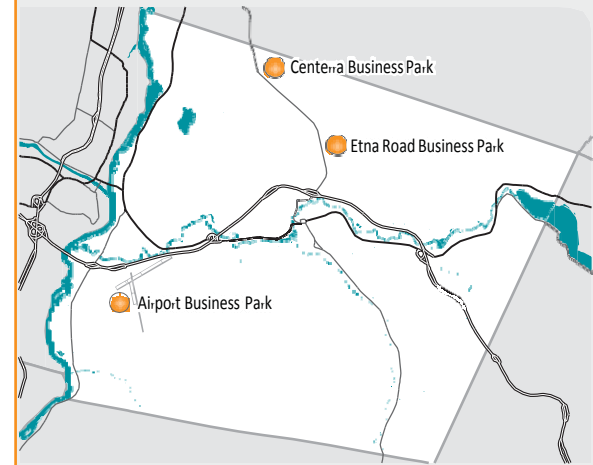 Centerra Business Park
Etna Road Business Park
Airport Business Park